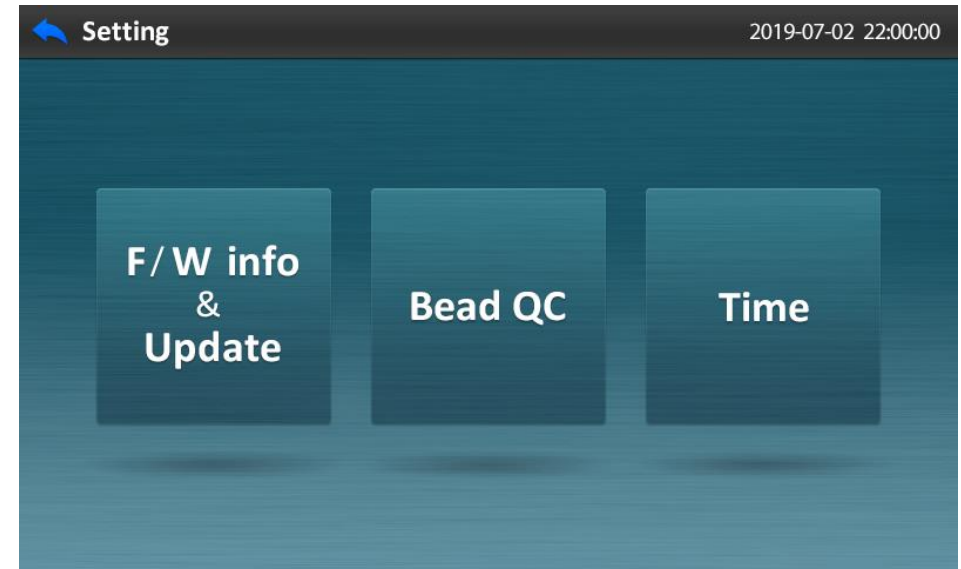 Setting 2019-07-02 22:00:00
F/W info
&
Update
Bead QC
Time